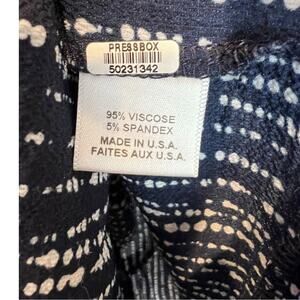 PRESSBOX
50231342
95% VISCOSE
5% SPANDEX
MADE IN U.S.A.
FAITES AUX U.S.A.